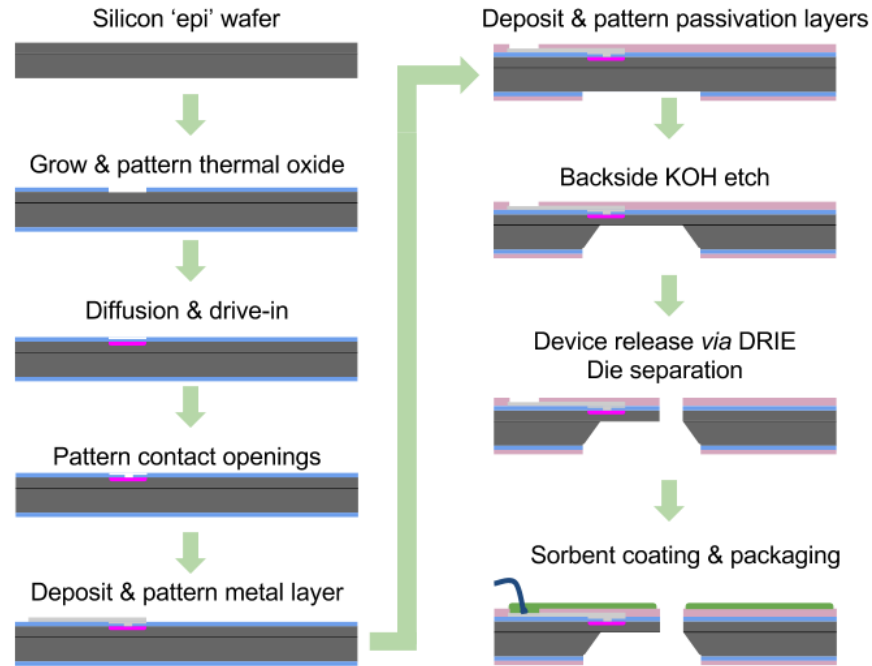 Silicon ‘epi’ wafer
Grow & pattern thermal oxide
Diffusion & drive-in
Pattern contact openings
Deposit & pattern metal layer
Deposit & pattern passivation layers
Backside KOH etch
Device release via DRIE
Die separation
Sorbent coating & packaging